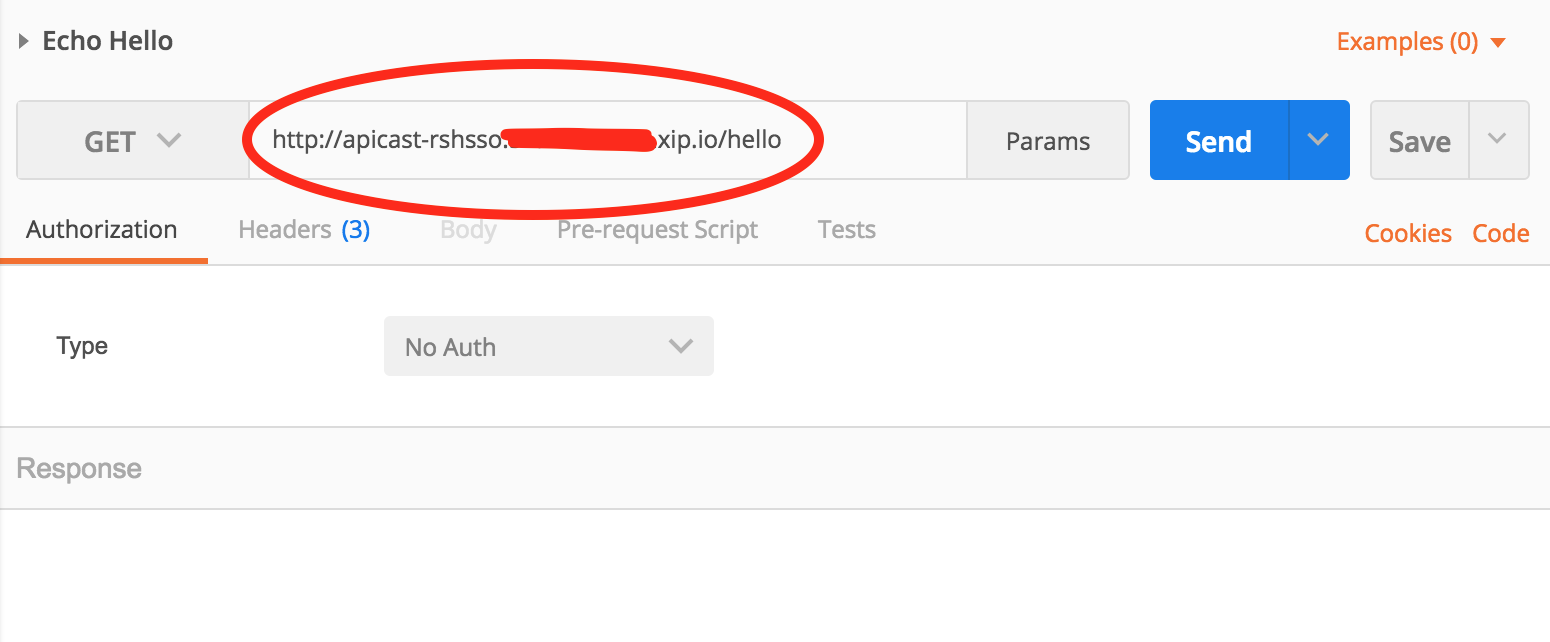 Echo Hello
Examples (0)
GET http://apicast-rshsso. xip.io/hello Params Send Save
Authorization Headers (3) Body Pre-request Script Tests Cookies Code
Type No Auth
Response